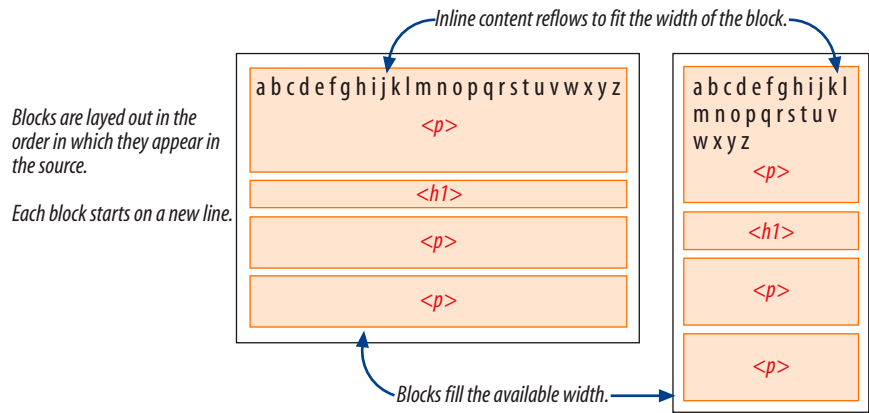 Inline content reflows to fit the width of the block.
a b c d e f g h i j k l m n o p q r s t u v w x y z
<p>
<h1>
<p>
<p>
a b c d e f g h i j k l
m n o p q r s t u v
w x y z
<p>
<h1>
<p>
<p>
Blocks are layed out in the
order in which they appear in
the source.
Each block starts on a new line.
Blocks fill the available width.